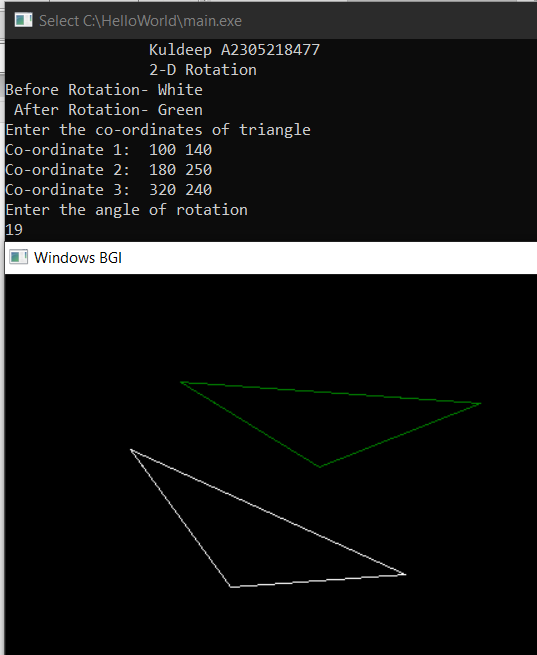 Select C:\HelloWorld\main.exe
Kuldeep A2305218477
2-D Rotation
Before Rotation- White
After Rotation- Green
Enter the co-ordinates of triangle
Co-ordinate 1: 100 140
Co-ordinate 2: 180 250
Co-ordinate 3: 320 240
Enter the angle of rotation
19
Windows BGI